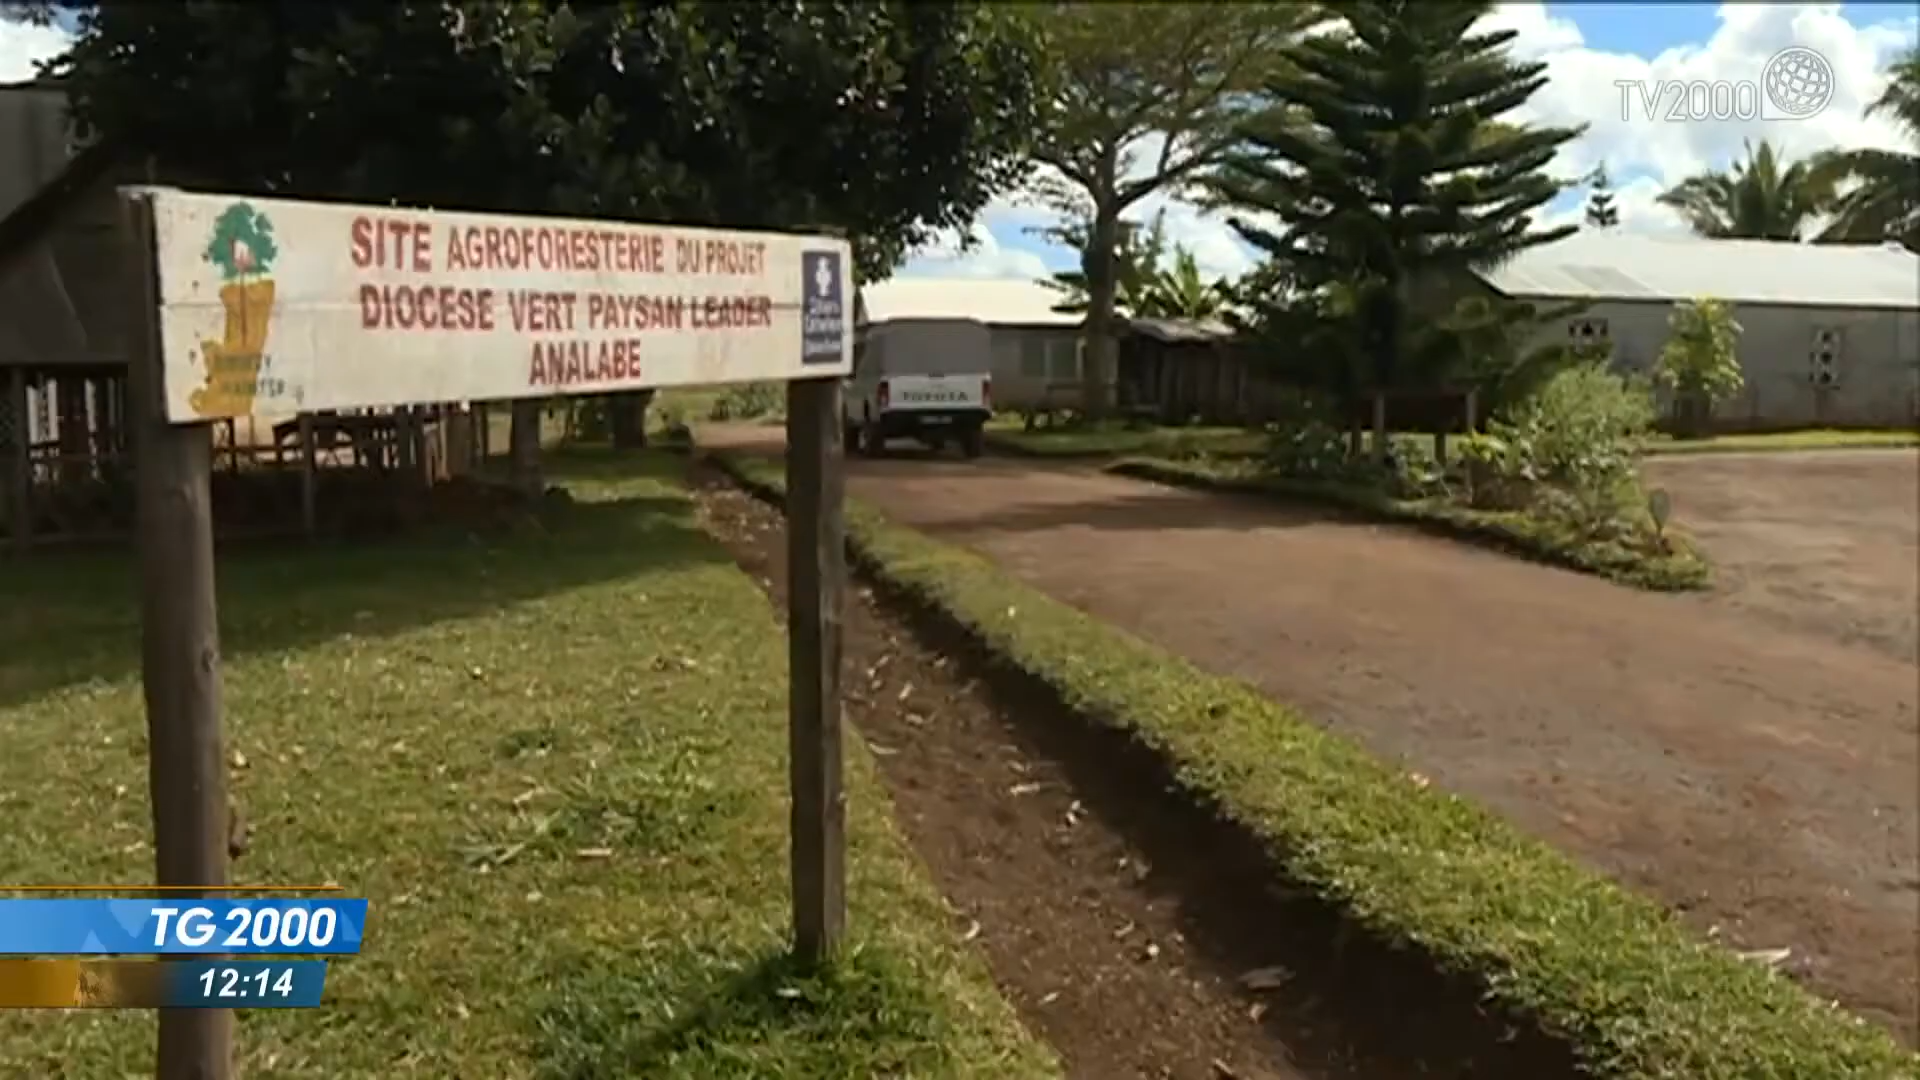 TV2000
SITE AGROFORESTERIE DU PROJET
DIOCESE VERT PAYSAN LEADER
ANALABE
TOYOTA
TG 2000
12:14